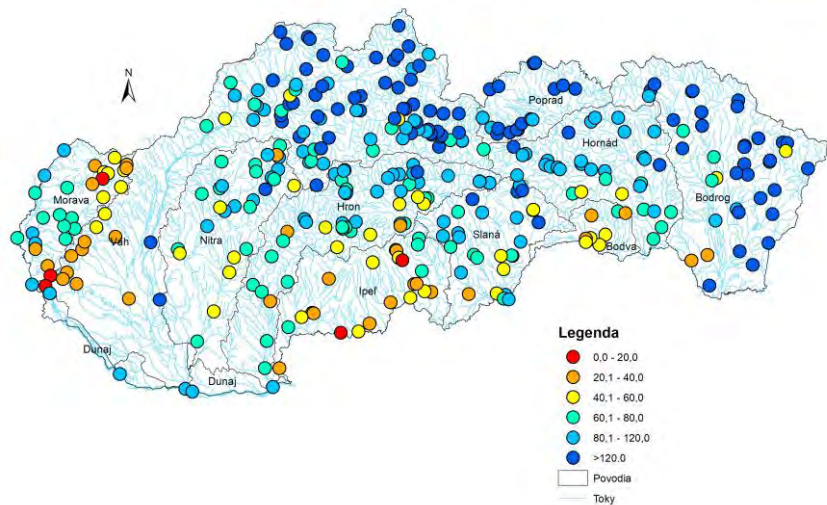 N
Poprad
Hornád
Morava
Bodrog
Hron
Váh
Nitra
Slaná
Bodva
Ipeľ
Dunaj
Dunaj
Legenda
0,0 - 20,0
20,1 - 40,0
40,1 - 60,0
60,1 - 80,0
80,1 - 120,0
>120.0
Povodia
Toky